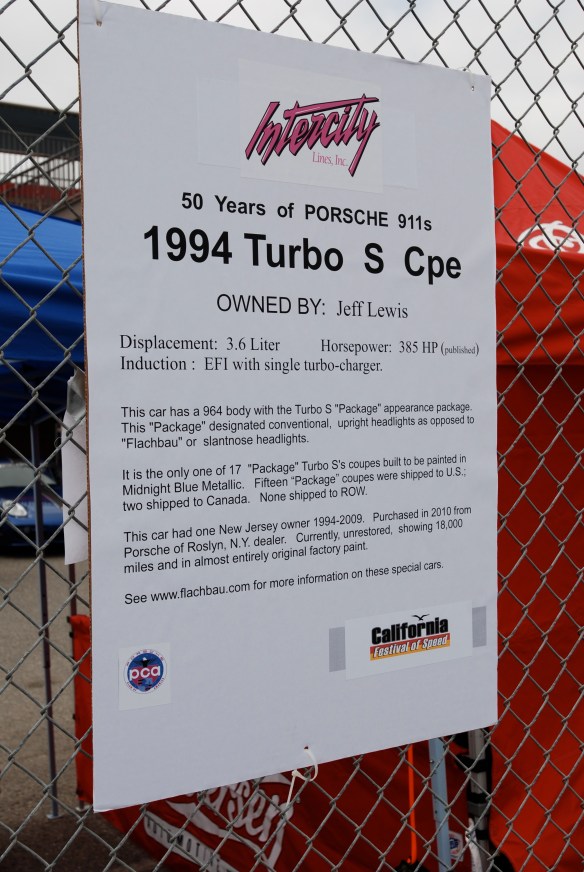 Intercity
Lines, Inc.
50 Years of PORSCHE 911s
1994 Turbo S Cpe
OWNED BY: Jeff Lewis
Displacement: 3.6 Liter Horsepower: 385 HP (published)
Induction : EFI with single turbo-charger.
This car has a 964 body with the Turbo S "Package" appearance package.
This "Package" designated conventional, upright headlights as opposed to
"Flachbau" or slantnose headlights.
It is the only one of 17 "Package" Turbo S's coupes built to be painted in
Midnight Blue Metallic. Fifteen “Package” coupes were shipped to U.S.;
two shipped to Canada. None shipped to ROW.
This car had one New Jersey owner 1994-2009. Purchased in 2010 from
Porsche of Roslyn, N.Y. dealer. Currently, unrestored, showing 18,000
miles and in almost entirely original factory paint.
See www.flachbau.com for more information on these special cars.
California
Festival of Speed
pca